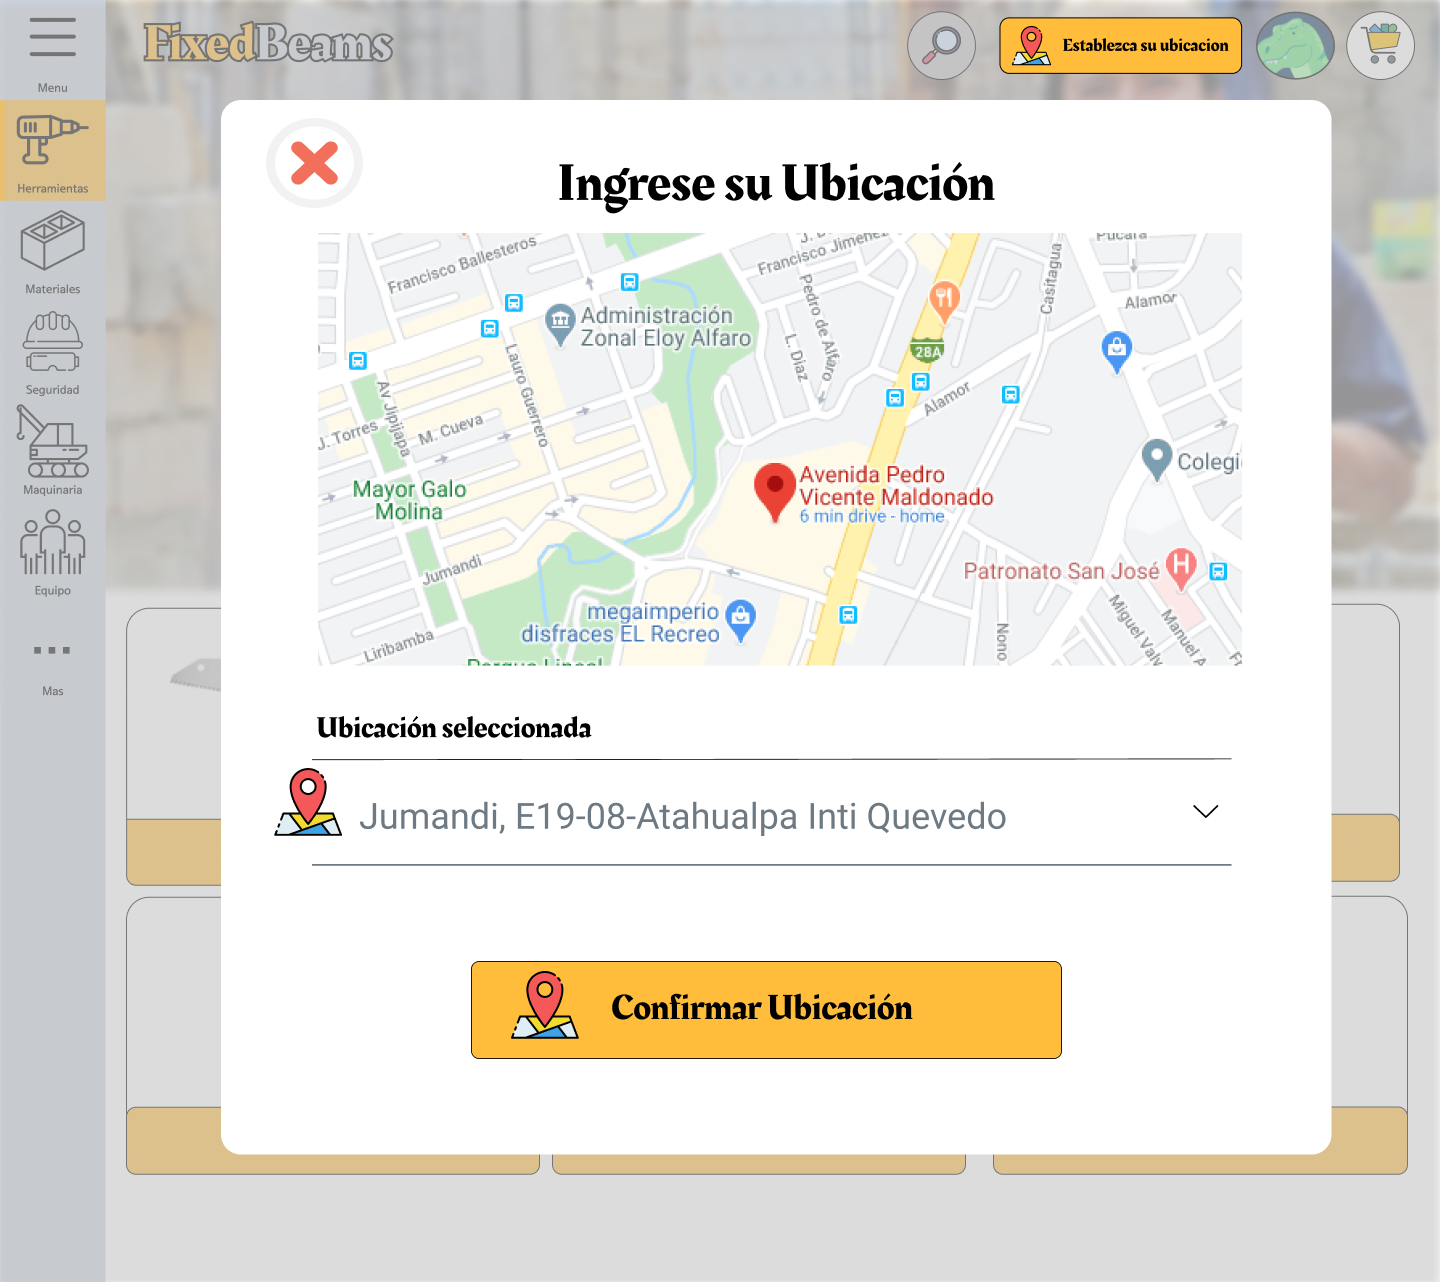 Menu
FixedBeams
Establezca su ubicacion
Herramientas
Materiales
Seguridad
Maquinaria
Equipo
Mas
Ingrese su Ubicación
Francisco Ballesteros
Francisco Jimenez
Pucara
Casitagua
Alamor
Pedro de Alfaro
L. Diaz
Administración
Zonal Eloy Alfaro
Lauro Guerrero
28A
Alamor
Av Jipijapa
J. Torres
M. Cueva
Colegi
Avenida Pedro
Vicente Maldonado
6 min drive - home
Mayor Galo
Molina
Jumandi
Patronato San José
H
megaimperio
disfraces EL Recreo
Liribamba
Nono
Miguel Valv
Manuel A
Parque Lineal
Ubicación seleccionada
Jumandi, E19-08-Atahualpa Inti Quevedo
Confirmar Ubicación